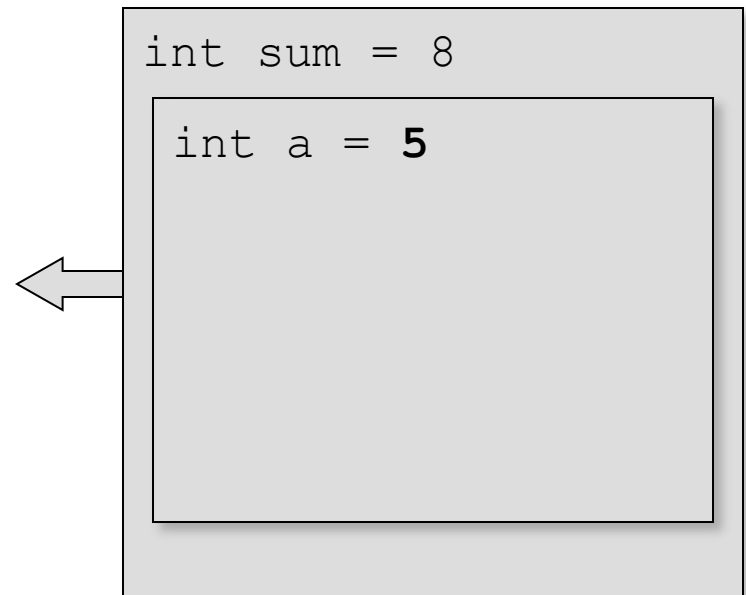 int sum = 8
int a = 5